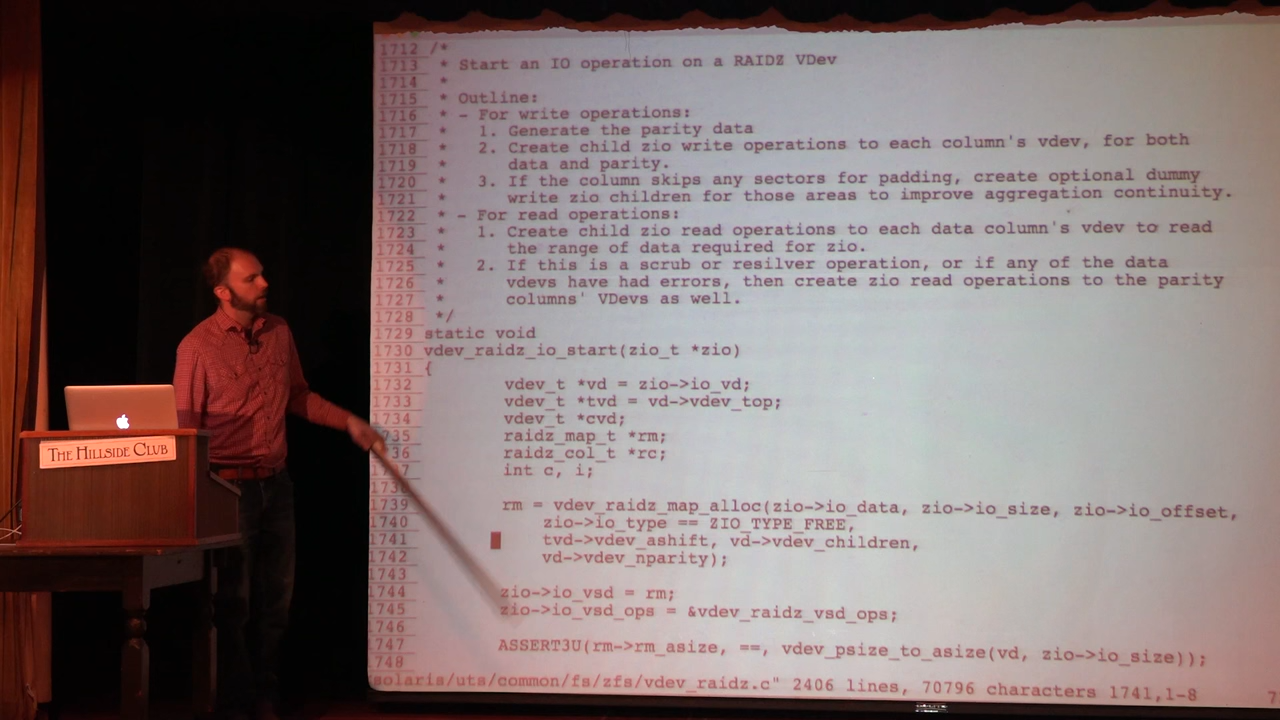 1712 /*
1713  * Start an IO operation on a RAIDZ VDev
1714  *
1715  * Outline:
1716  * - For write operations:
1717  *   1. Generate the parity data
1718  *   2. Create child zio write operations to each column's vdev, for both
1719  *      data and parity.
1720  *   3. If the column skips any sectors for padding, create optional dummy
1721  *      write zio children for those areas to improve aggregation continuity.
1722  * - For read operations:
1723  *   1. Create child zio read operations to each data column's vdev to read
1724  *      the range of data required for zio.
1725  *   2. If this is a scrub or resilver operation, or if any of the data
1726  *      vdevs have had errors, then create zio read operations to the parity
1727  *      columns' VDevs as well.
1728  */
1729 static void
1730 vdev_raidz_io_start(zio_t *zio)
1731 {
1732         vdev_t *vd = zio->io_vd;
1733         vdev_t *tvd = vd->vdev_top;
1734         vdev_t *cvd;
735         raidz_map_t *rm;
736         raidz_col_t *rc;
737         int c, i;
1738
1739         rm = vdev_raidz_map_alloc(zio->io_data, zio->io_size, zio->io_offset,
1740             zio->io_type == ZIO_TYPE_FREE,
1741             tvd->vdev_ashift, vd->vdev_children,
1742             vd->vdev_nparity);
1743
1744         zio->io_vsd = rm;
1745         zio->io_vsd_ops = &vdev_raidz_vsd_ops;
1746
1747         ASSERT3U(rm->rm_asize, ==, vdev_psize_to_asize(vd, zio->io_size));
1748
solaris/uts/common/fs/zfs/vdev_raidz.c" 2406 lines, 70796 characters 1741,1-8 7
THE HILLSIDE CLUB